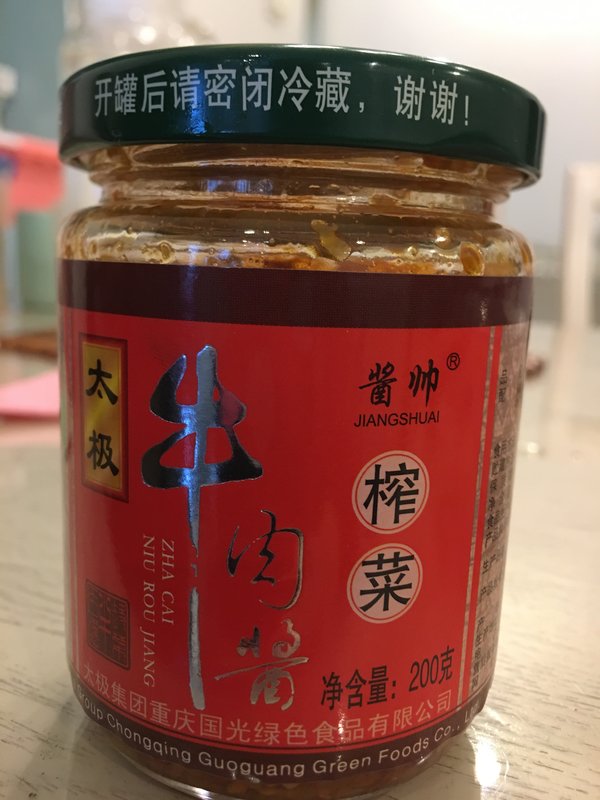 开罐后请密闭冷藏，谢谢！
太极
牛肉酱
ZHA CAI
NIU ROU JIANG
酱帅®
JIANGSHUAI
榨菜
净含量：200克
太极集团重庆国光绿色食品有限公司
Group Chongqing Guoguang Green Foods Co.,